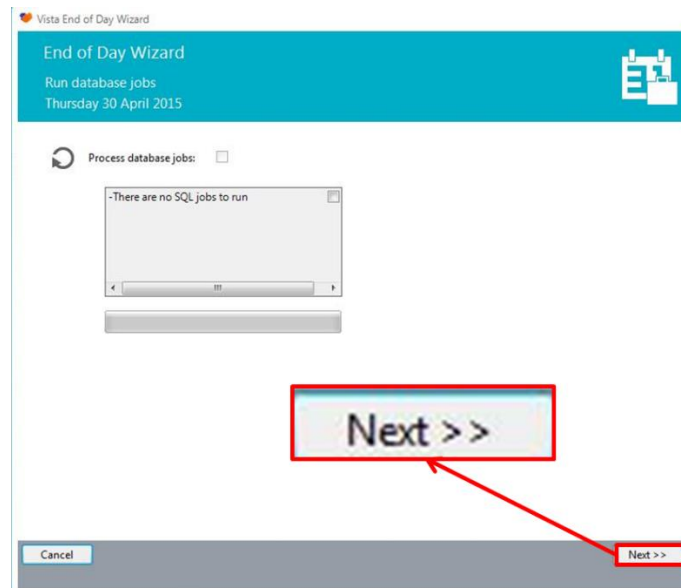 Vista End of Day Wizard
End of Day Wizard
Run database jobs
Thursday 30 April 2015
Process database jobs:
-There are no SQL jobs to run
Next >>
Cancel
Next >>